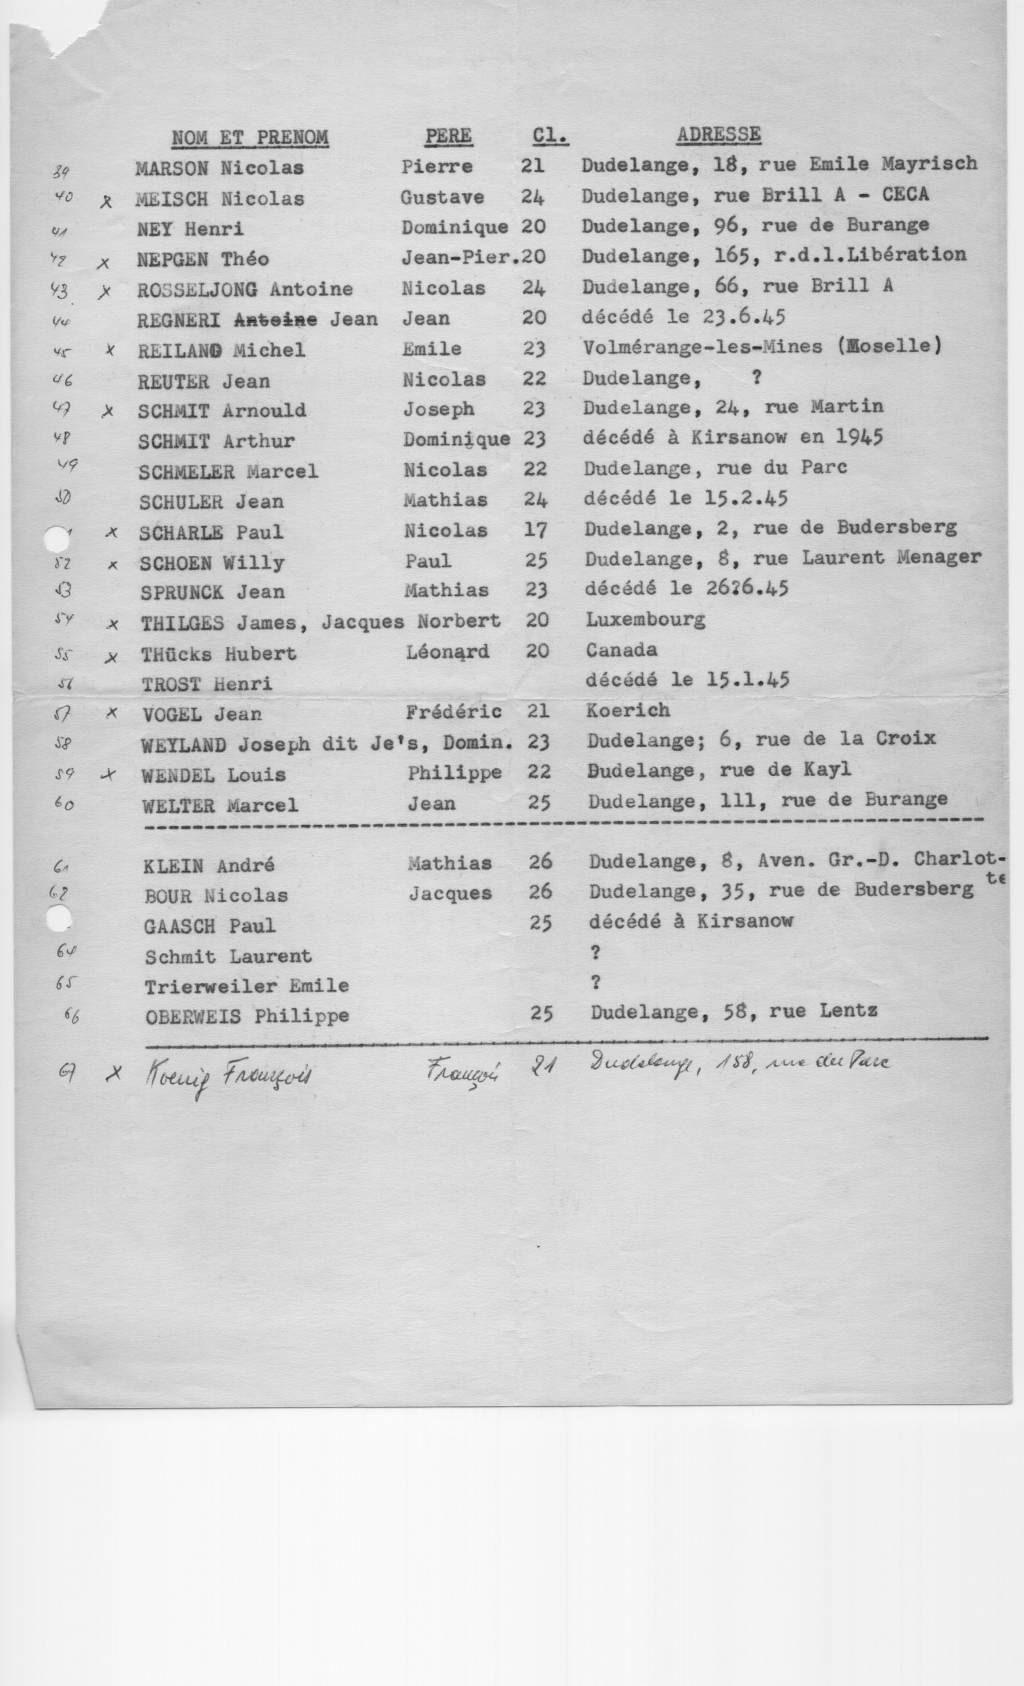 NOM ET PRENOM PERE Cl. ADRESSE
39 MARSON Nicolas Pierre 21 Dudelange, 18, rue Emile Mayrisch
40 x MEISCH Nicolas Gustave 24 Dudelange, rue Brill A - CECA
41 NEY Henri Dominique 20 Dudelange, 96, rue de Burange
42 x NEPGEN Théo Jean-Pier. 20 Dudelange, 165, r.d.l.Libération
43 x ROSSELJONG Antoine Nicolas 24 Dudelange, 66, rue Brill A
44 REGNERI Antoine Jean Jean 20 décédé le 23.6.45
45 x REILAND Michel Emile 23 Volmérange-les-Mines (Moselle)
46 REUTER Jean Nicolas 22 Dudelange, ?
47 x SCHMIT Arnould Joseph 23 Dudelange, 24, rue Martin
48 SCHMIT Arthur Dominique 23 décédé à Kirsanow en 1945
49 SCHMELER Marcel Nicolas 22 Dudelange, rue du Parc
50 SCHULER Jean Mathias 24 décédé le 15.2.45
x SCHARLE Paul Nicolas 17 Dudelange, 2, rue de Budersberg
52 x SCHOEN Willy Paul 25 Dudelange, 8, rue Laurent Menager
53 SPRUNCK Jean Mathias 23 décédé le 26?6.45
54 x THILGES James, Jacques Norbert 20 Luxembourg
55 x THücks Hubert Léonard 20 Canada
56 TROST Henri décédé le 15.1.45
57 x VOGEL Jean Frédéric 21 Koerich
58 WEYLAND Joseph dit Je's, Domin. 23 Dudelange; 6, rue de la Croix
59 x WENDEL Louis Philippe 22 Dudelange, rue de Kayl
60 WELTER Marcel Jean 25 Dudelange, 111, rue de Burange
61 KLEIN André Mathias 26 Dudelange, 8, Aven. Gr.-D. Charlot-
te
62 BOUR Nicolas Jacques 26 Dudelange, 35, rue de Budersberg
GAASCH Paul 25 décédé à Kirsanow
64 Schmit Laurent ?
65 Trierweiler Emile ?
66 OBERWEIS Philippe 25 Dudelange, 58, rue Lentz
67 x Koenig François François 21 Dudelange, 158, rue du Parc